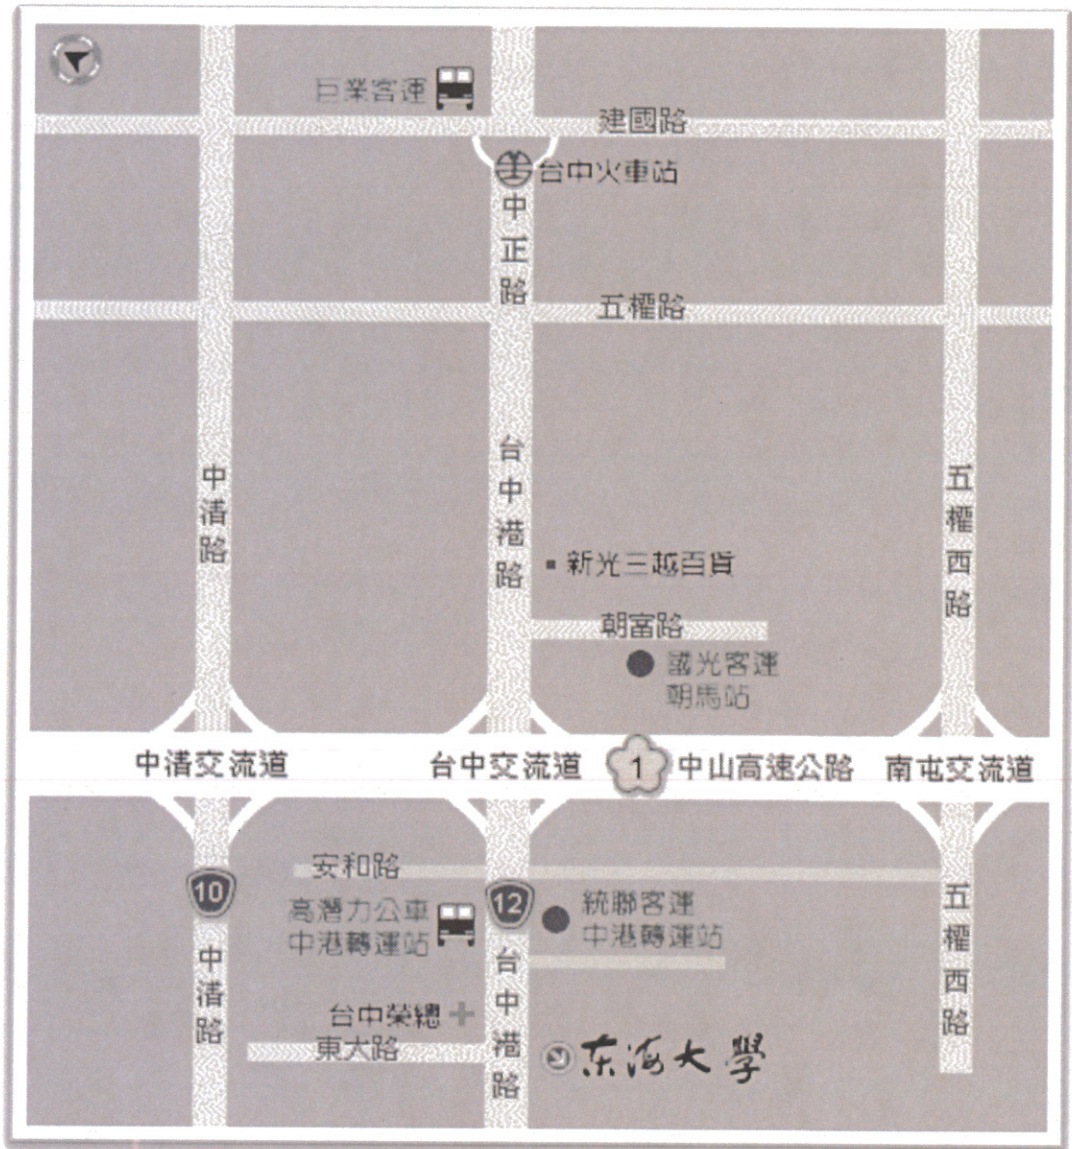 巨業客運
建國路
台中火車站
中正路
五權路
台中港路
中清路
五權西路
新光三越百貨
朝富路
國光客運
朝馬站
中清交流道
台中交流道
1
中山高速公路
南屯交流道
安和路
10
12
高潛力公車
中港轉運站
統聯客運
中港轉運站
五權西路
中清路
台中港路
台中榮總
東大路
东海大學